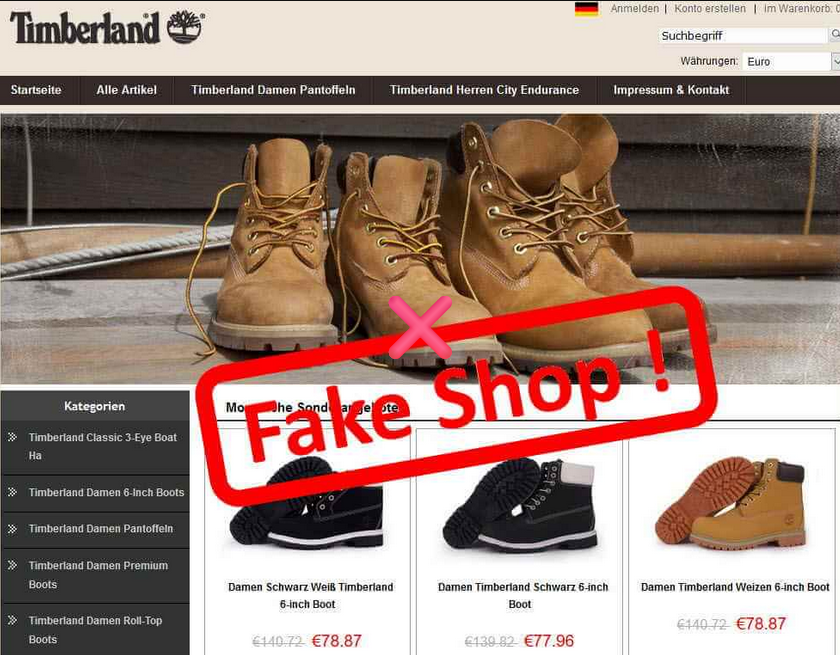 Timberland
Anmelden | Konto erstellen | im Warenkorb:
Suchbegriff
Währungen: Euro
Startseite Alle Artikel Timberland Damen Pantoffeln Timberland Herren City Endurance Impressum & Kontakt
Fake Shop !
Kategorien
Timberland Classic 3-Eye Boat
Ha
Timberland Damen 6-Inch Boots
Timberland Damen Pantoffeln
Timberland Damen Premium
Boots
Timberland Damen Roll-Top
Boots
Damen Schwarz Weiß Timberland
6-inch Boot
€140.72 €78.87
Damen Timberland Schwarz 6-inch
Boot
€139.82 €77.96
Damen Timberland Weizen 6-inch Boot
€140.72 €78.87